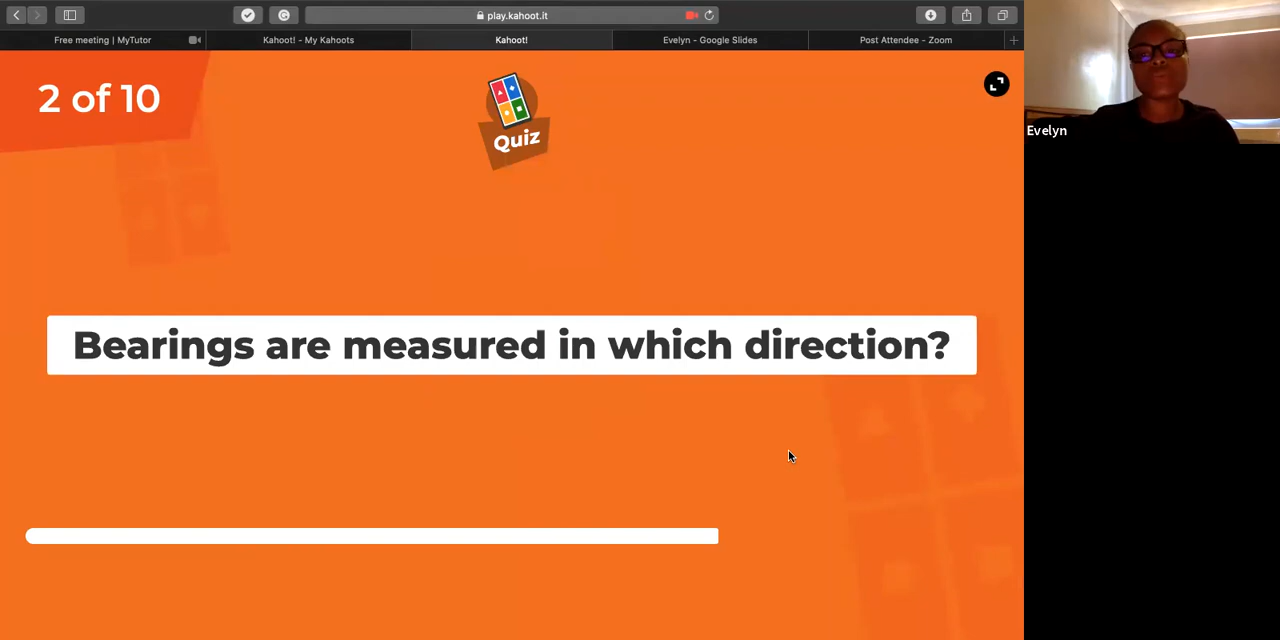 play.kahoot.it
Free meeting | MyTutor
Kahoot! - My Kahoots
Kahoot!
Evelyn - Google Slides
Post Attendee - Zoom
2 of 10
Quiz
Evelyn
Bearings are measured in which direction?